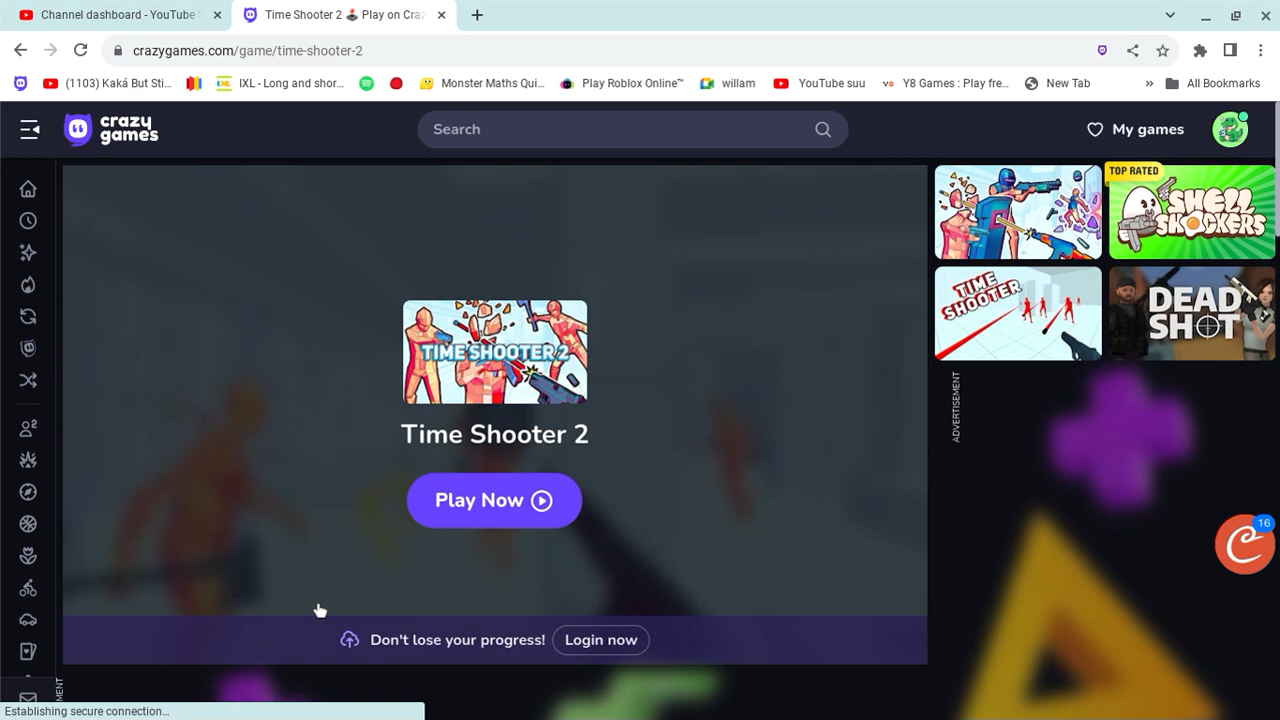 Channel dashboard - YouTube
Time Shooter 2 🕹️ Play on Cra
crazygames.com/game/time-shooter-2
(1103) Kaká But Sti...
IXL - Long and shor...
Monster Maths Qui...
Play Roblox Online™
willam
YouTube suu
Y8 Games : Play fre...
New Tab
»
All Bookmarks
crazy games
Search
My games
TOP RATED
SHELL SHOCKERS
TIME SHOOTER
DEAD SHOT
TIME SHOOTER 2
Time Shooter 2
Play Now
ADVERTISEMENT
16
Don't lose your progress!
Login now
MENT
Establishing secure connection...